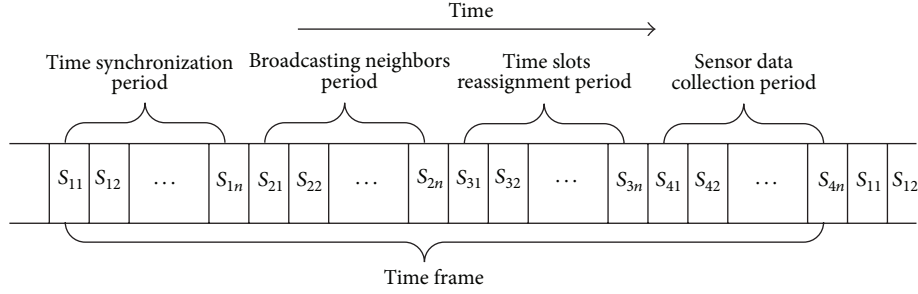 Time
Time synchronization period
Broadcasting neighbors period
Time slots reassignment period
Sensor data collection period
S11 S12 ... S1n S21 S22 ... S2n S31 S32 ... S3n S41 S42 ... S4n S11 S12
Time frame